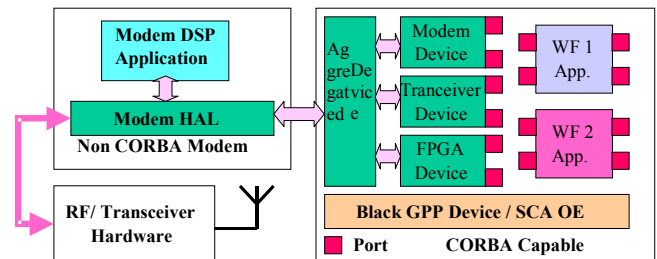 Modem DSP
Application
Modem HAL
Non CORBA Modem
RF/ Transceiver
Hardware
Ag
greDe
gatvice
ed e
Modem
Device
Tranceiver
Device
FPGA
Device
WF 1
App.
WF 2
App.
Black GPP Device / SCA OE
Port
CORBA Capable